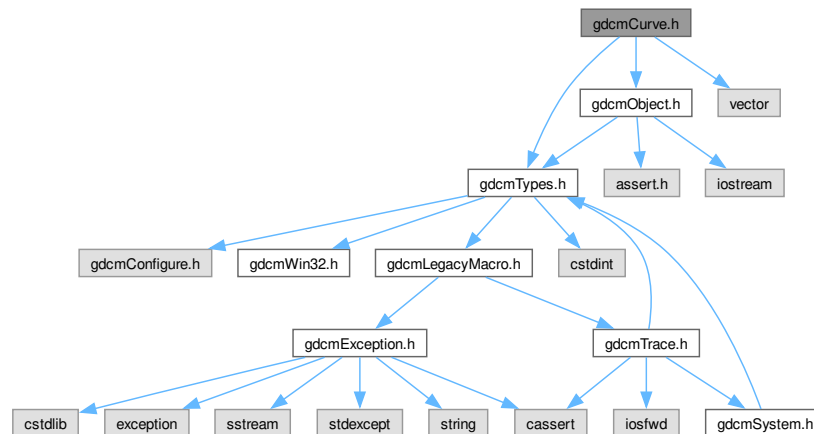 gdcmCurve.h
gdcmObject.h
vector
gdcmTypes.h
assert.h
iostream
gdcmConfigure.h
gdcmWin32.h
gdcmLegacyMacro.h
cstdint
gdcmException.h
gdcmTrace.h
cstdlib
exception
sstream
stdexcept
string
cassert
iosfwd
gdcmSystem.h